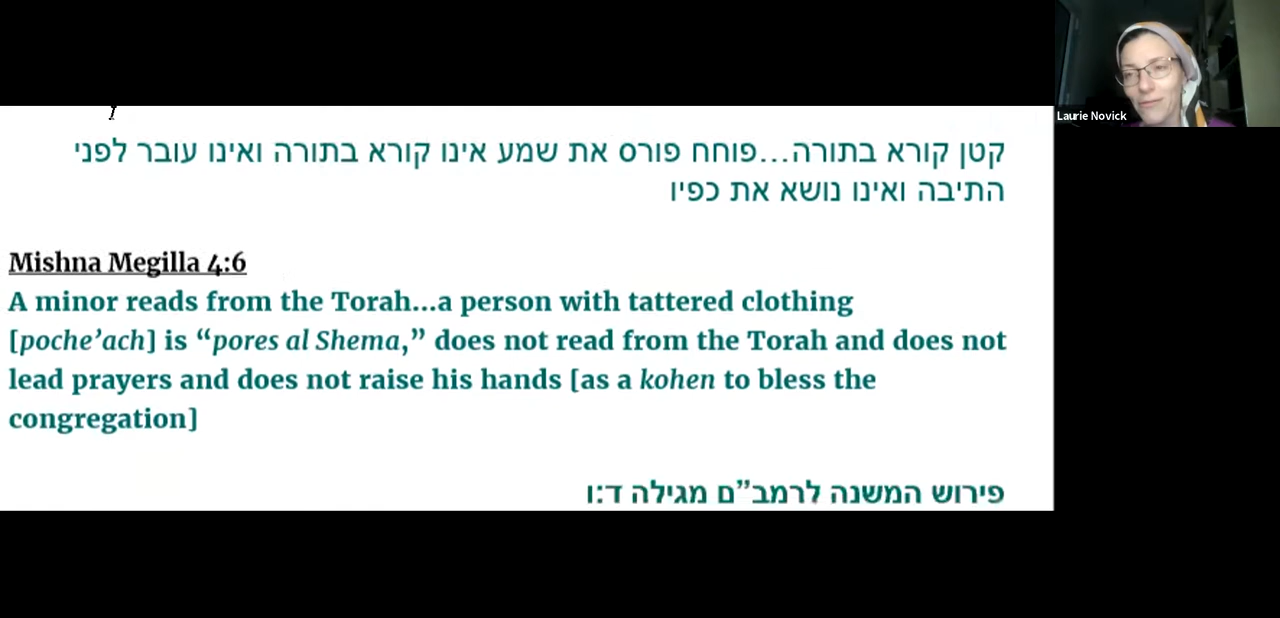 Laurie Novick
קטן קורא בתורה...פוחח פורס את שמע אינו קורא בתורה ואינו עובר לפני
התיבה ואינו נושא את כפיו
Mishna Megilla 4:6
A minor reads from the Torah...a person with tattered clothing
[poche’ach] is “pores al Shema,” does not read from the Torah and does not
lead prayers and does not raise his hands [as a kohen to bless the
congregation]
פירוש המשנה לרמב”ם מגילה ד:ו